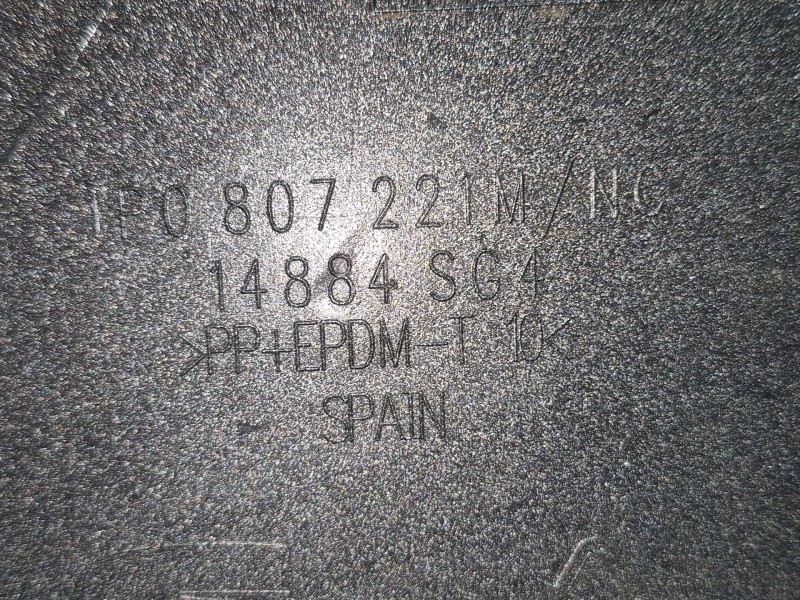 1P0 807 221M/NC
14884 SG4
>PP+EPDM-T 10<
SPAIN